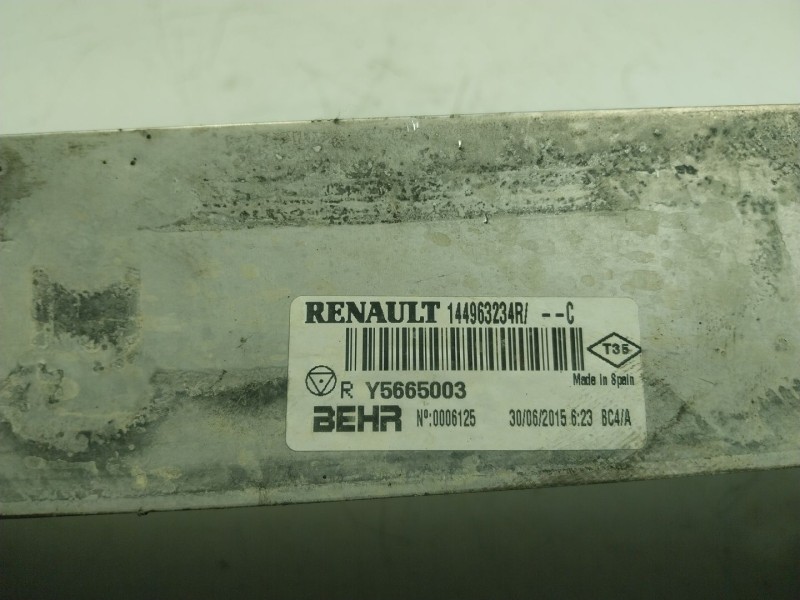 RENAULT 144963234R/ --C
T35
Made in Spain
R Y5665003
BEHR Nº:0006125 30/06/2015 6:23 BC4/A